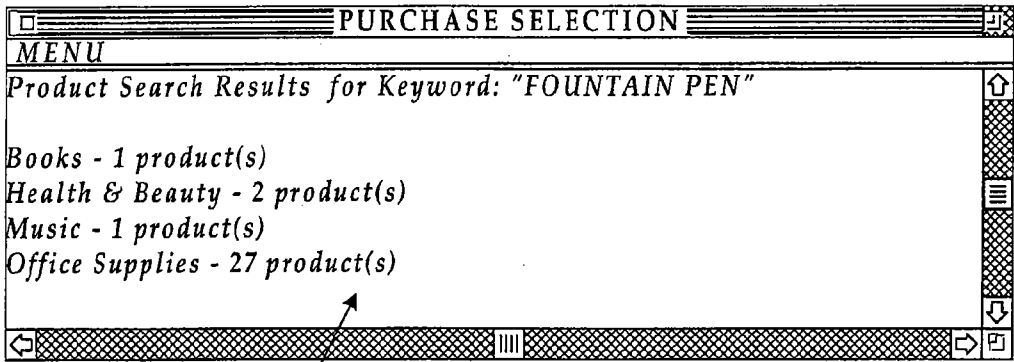 PURCHASE SELECTION
MENU
Product Search Results for Keyword: "FOUNTAIN PEN"
Books - 1 product(s)
Health & Beauty - 2 product(s)
Music - 1 product(s)
Office Supplies - 27 product(s)